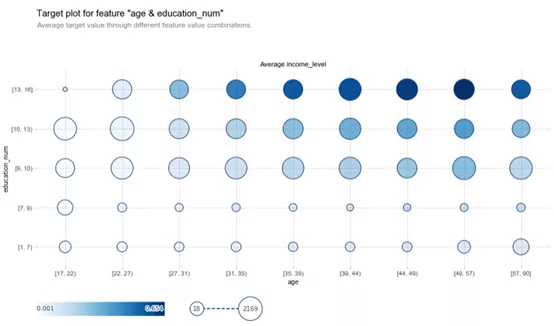 Target plot for feature "age & education_num"
Average target value through different feature value combinations.
Average income_level
[13, 16]
[10, 13)
[9, 10)
[7, 9)
[1, 7)
education_num
[17, 22) [22, 27) [27, 31) [31, 35) [35, 39) [39, 44) [44, 49) [49, 57) [57, 90]
age
0.001 0.654 18 2169